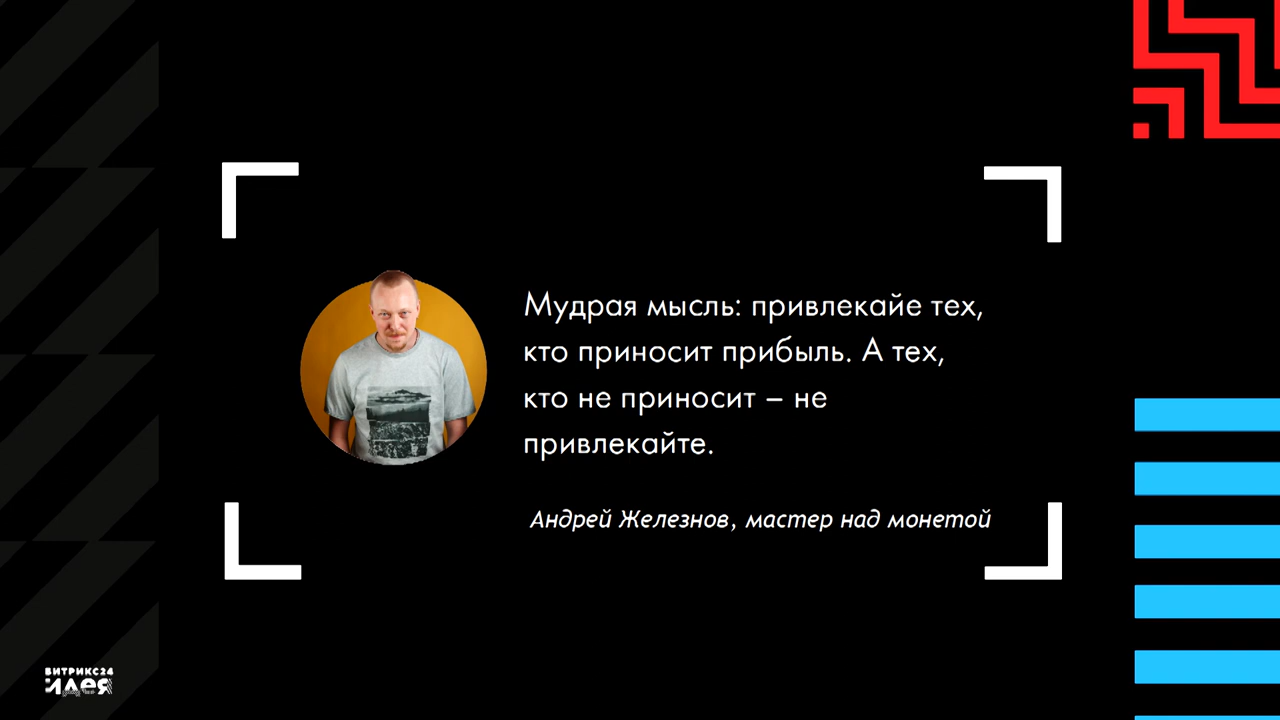 Мудрая мысль: привлекайе тех,
кто приносит прибыль. А тех,
кто не приносит – не
привлекайте.
Андрей Железнов, мастер над монетой
БИТРИКС24
ИДЕЯ